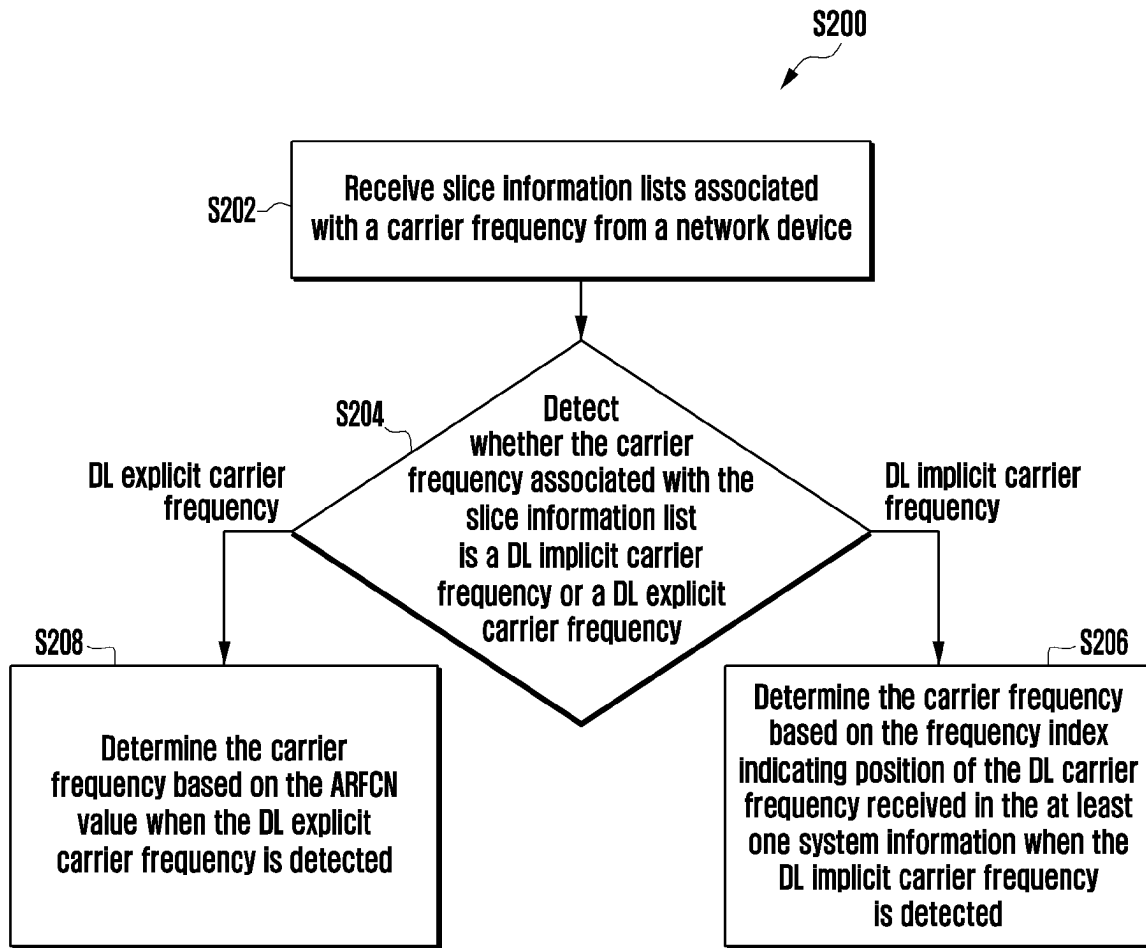 S200
S202
Receive slice information lists associated
with a carrier frequency from a network device
S204
Detect
whether the carrier
frequency associated with the
slice information list
is a DL implicit carrier
frequency or a DL explicit
carrier frequency
DL explicit carrier
frequency
DL implicit carrier
frequency
S208
Determine the carrier
frequency based on the ARFCN
value when the DL explicit
carrier frequency is detected
S206
Determine the carrier frequency
based on the frequency index
indicating position of the DL carrier
frequency received in the at least
one system information when the
DL implicit carrier frequency
is detected